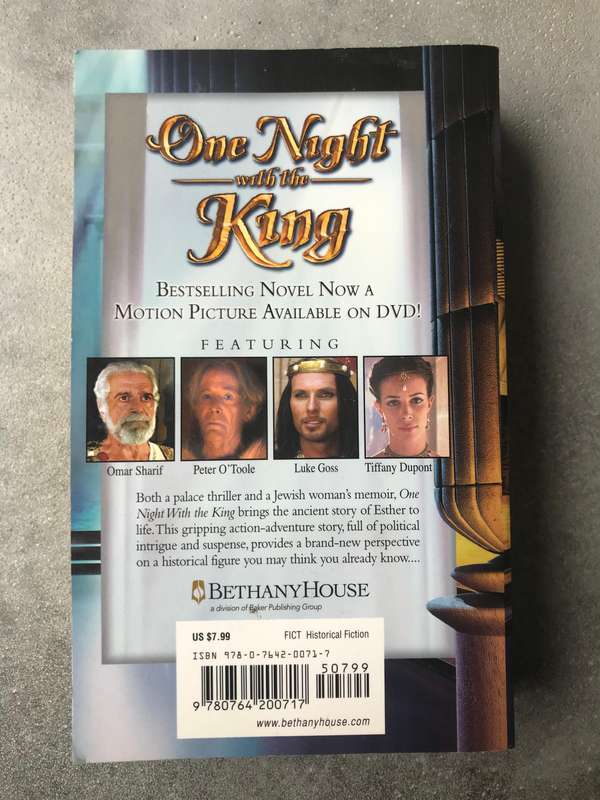 One Night
with the
King
Bestselling Novel Now a
Motion Picture Available on DVD!
FEATURING
Omar Sharif Peter O'Toole Luke Goss Tiffany Dupont
Both a palace thriller and a Jewish woman's memoir, One
Night With the King brings the ancient story of Esther to
life. This gripping action-adventure story, full of political
intrigue and suspense, provides a brand-new perspective
on a historical figure you may think you already know....
BETHANYHOUSE
a division of Baker Publishing Group
US $7.99 FICT Historical Fiction
ISBN 978-0-7642-0071-7
50799
9 780764 200717
www.bethanyhouse.com